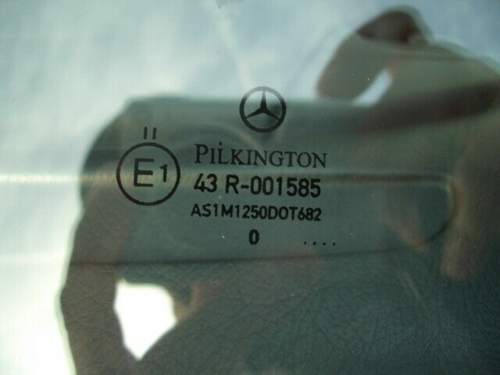 II
PILKINGTON
E1
43 R-001585
AS1M1250DOT682
0 ....